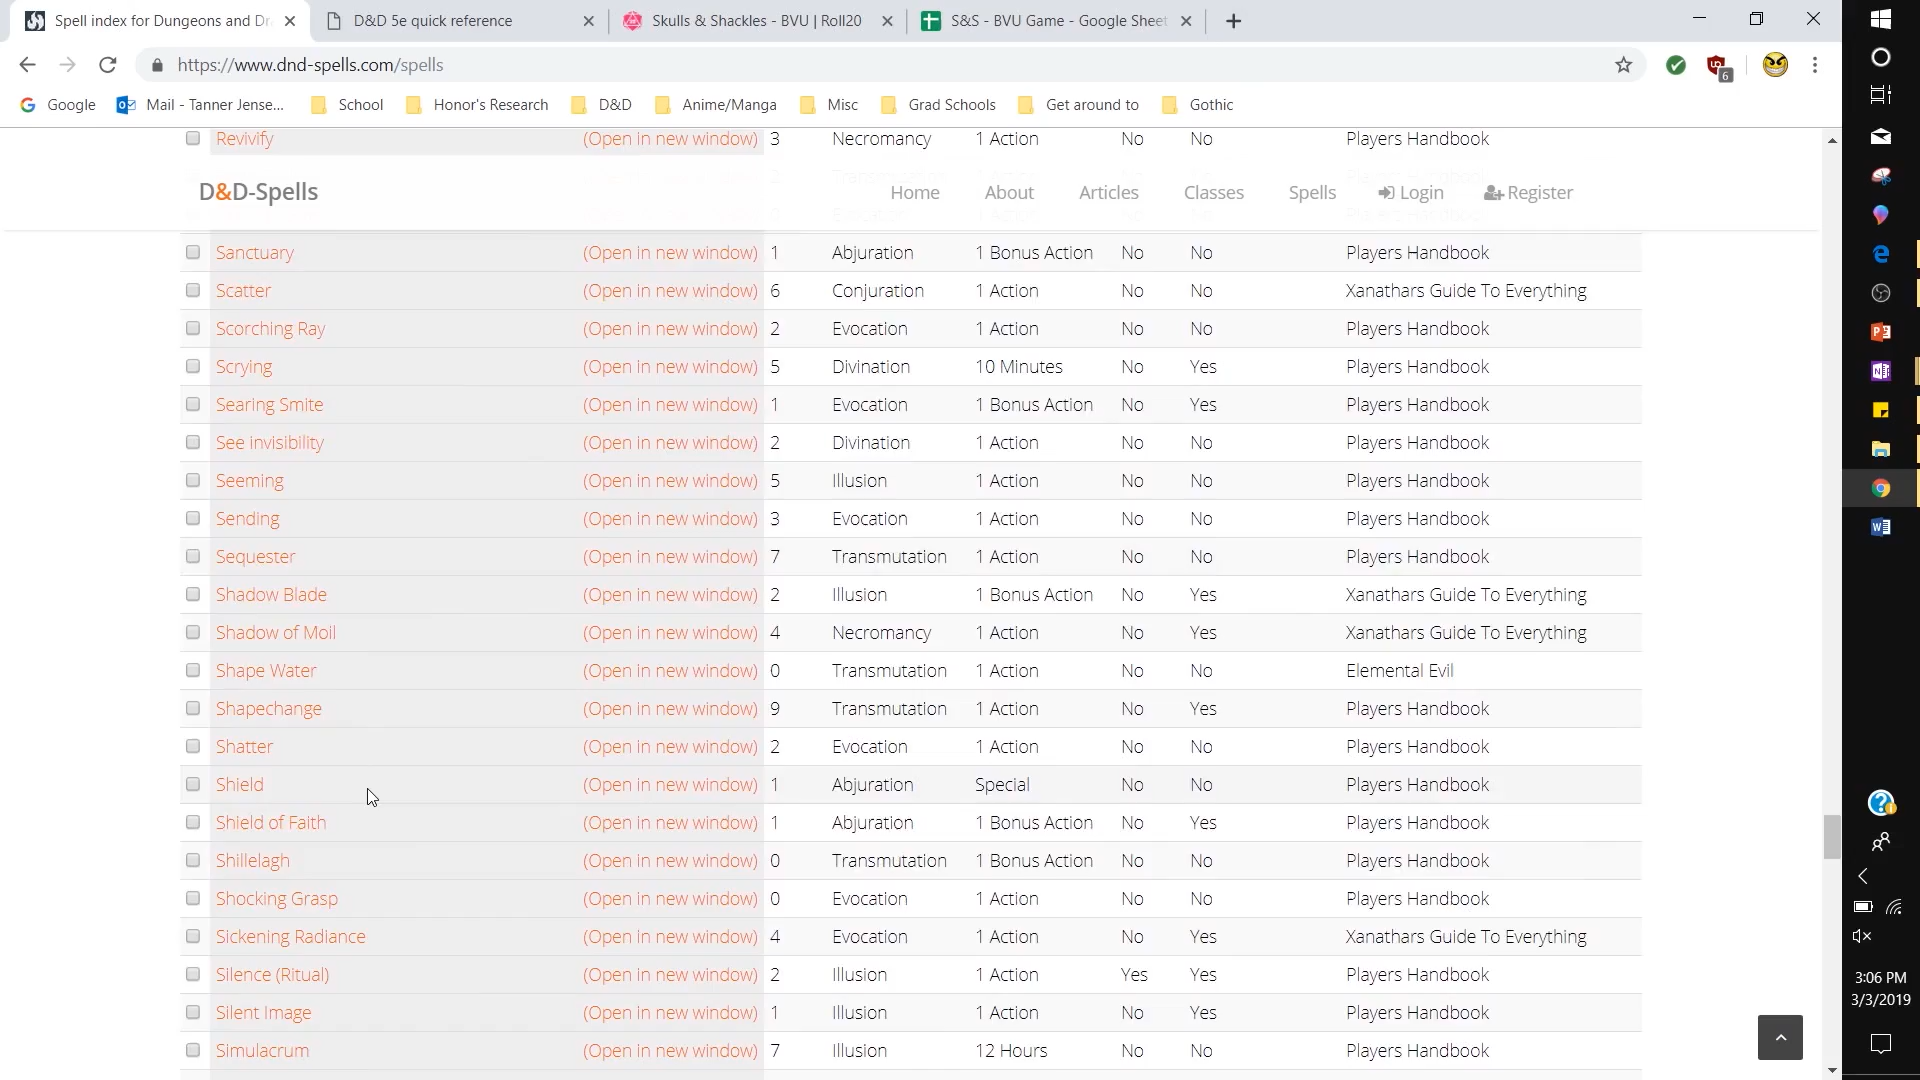 Spell index for Dungeons and Dr
D&D 5e quick reference
Skulls & Shackles - BVU | Roll20
S&S - BVU Game - Google Sheet
https://www.dnd-spells.com/spells
6
Google
Mail - Tanner Jense...
School
Honor's Research
D&D
Anime/Manga
Misc
Grad Schools
Get around to
Gothic
Revivify (Open in new window) 3 Necromancy 1 Action No No Players Handbook
D&D-Spells
Home
About
Articles
Classes
Spells
Login
Register
Sanctuary (Open in new window) 1 Abjuration 1 Bonus Action No No Players Handbook
Scatter (Open in new window) 6 Conjuration 1 Action No No Xanathars Guide To Everything
Scorching Ray (Open in new window) 2 Evocation 1 Action No No Players Handbook
Scrying (Open in new window) 5 Divination 10 Minutes No Yes Players Handbook
Searing Smite (Open in new window) 1 Evocation 1 Bonus Action No Yes Players Handbook
See invisibility (Open in new window) 2 Divination 1 Action No No Players Handbook
Seeming (Open in new window) 5 Illusion 1 Action No No Players Handbook
Sending (Open in new window) 3 Evocation 1 Action No No Players Handbook
Sequester (Open in new window) 7 Transmutation 1 Action No No Players Handbook
Shadow Blade (Open in new window) 2 Illusion 1 Bonus Action No Yes Xanathars Guide To Everything
Shadow of Moil (Open in new window) 4 Necromancy 1 Action No Yes Xanathars Guide To Everything
Shape Water (Open in new window) 0 Transmutation 1 Action No No Elemental Evil
Shapechange (Open in new window) 9 Transmutation 1 Action No Yes Players Handbook
Shatter (Open in new window) 2 Evocation 1 Action No No Players Handbook
Shield (Open in new window) 1 Abjuration Special No No Players Handbook
Shield of Faith (Open in new window) 1 Abjuration 1 Bonus Action No Yes Players Handbook
Shillelagh (Open in new window) 0 Transmutation 1 Bonus Action No No Players Handbook
Shocking Grasp (Open in new window) 0 Evocation 1 Action No No Players Handbook
Sickening Radiance (Open in new window) 4 Evocation 1 Action No Yes Xanathars Guide To Everything
Silence (Ritual) (Open in new window) 2 Illusion 1 Action Yes Yes Players Handbook
Silent Image (Open in new window) 1 Illusion 1 Action No Yes Players Handbook
Simulacrum (Open in new window) 7 Illusion 12 Hours No No Players Handbook
3:06 PM
3/3/2019